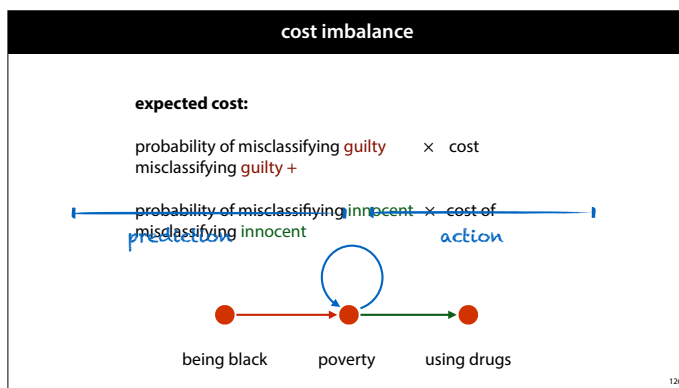 cost imbalance
expected cost:
probability of misclassifying guilty × cost
misclassifying guilty +
probability of misclassifiying innocent × cost of
misclassifying innocent
prediction action
being black poverty using drugs
120